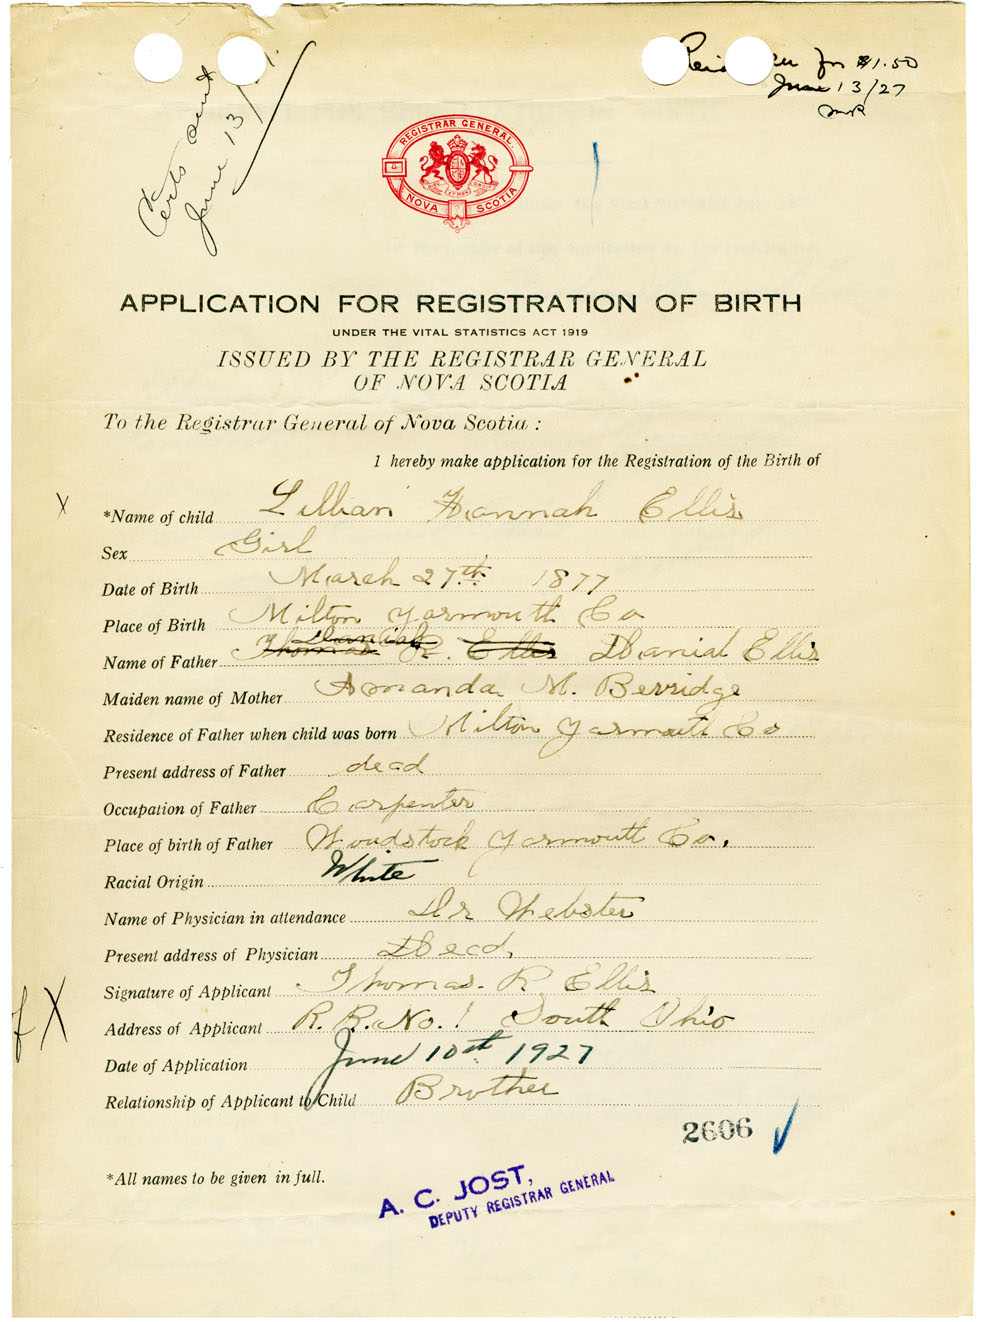 Certs sent
June 13/27.
for $1.50
June 13/27
REGISTRAR GENERAL
NOVA SCOTIA
APPLICATION FOR REGISTRATION OF BIRTH
UNDER THE VITAL STATISTICS ACT 1919
ISSUED BY THE REGISTRAR GENERAL
OF NOVA SCOTIA
To the Registrar General of Nova Scotia :
I hereby make application for the Registration of the Birth of
X *Name of child Lillian Hannah Ellis
Sex Girl
Date of Birth March 27th 1877
Place of Birth Milton Yarmouth Co
Name of Father Thomas R. Ellis Danial Ellis
Maiden name of Mother Amanda M. Berridge
Residence of Father when child was born Milton Yarmouth Co
Present address of Father dead
Occupation of Father Carpenter
Place of birth of Father Woodstock Yarmouth Co.
Racial Origin White
Name of Physician in attendance Dr Webster
Present address of Physician Dead.
Signature of Applicant Thomas. R Ellis
X Address of Applicant R. R. No. 1 South Ohio
Date of Application June 10st 1927
Relationship of Applicant to Child Brother
2606
*All names to be given in full.
A. C. JOST,
DEPUTY REGISTRAR GENERAL